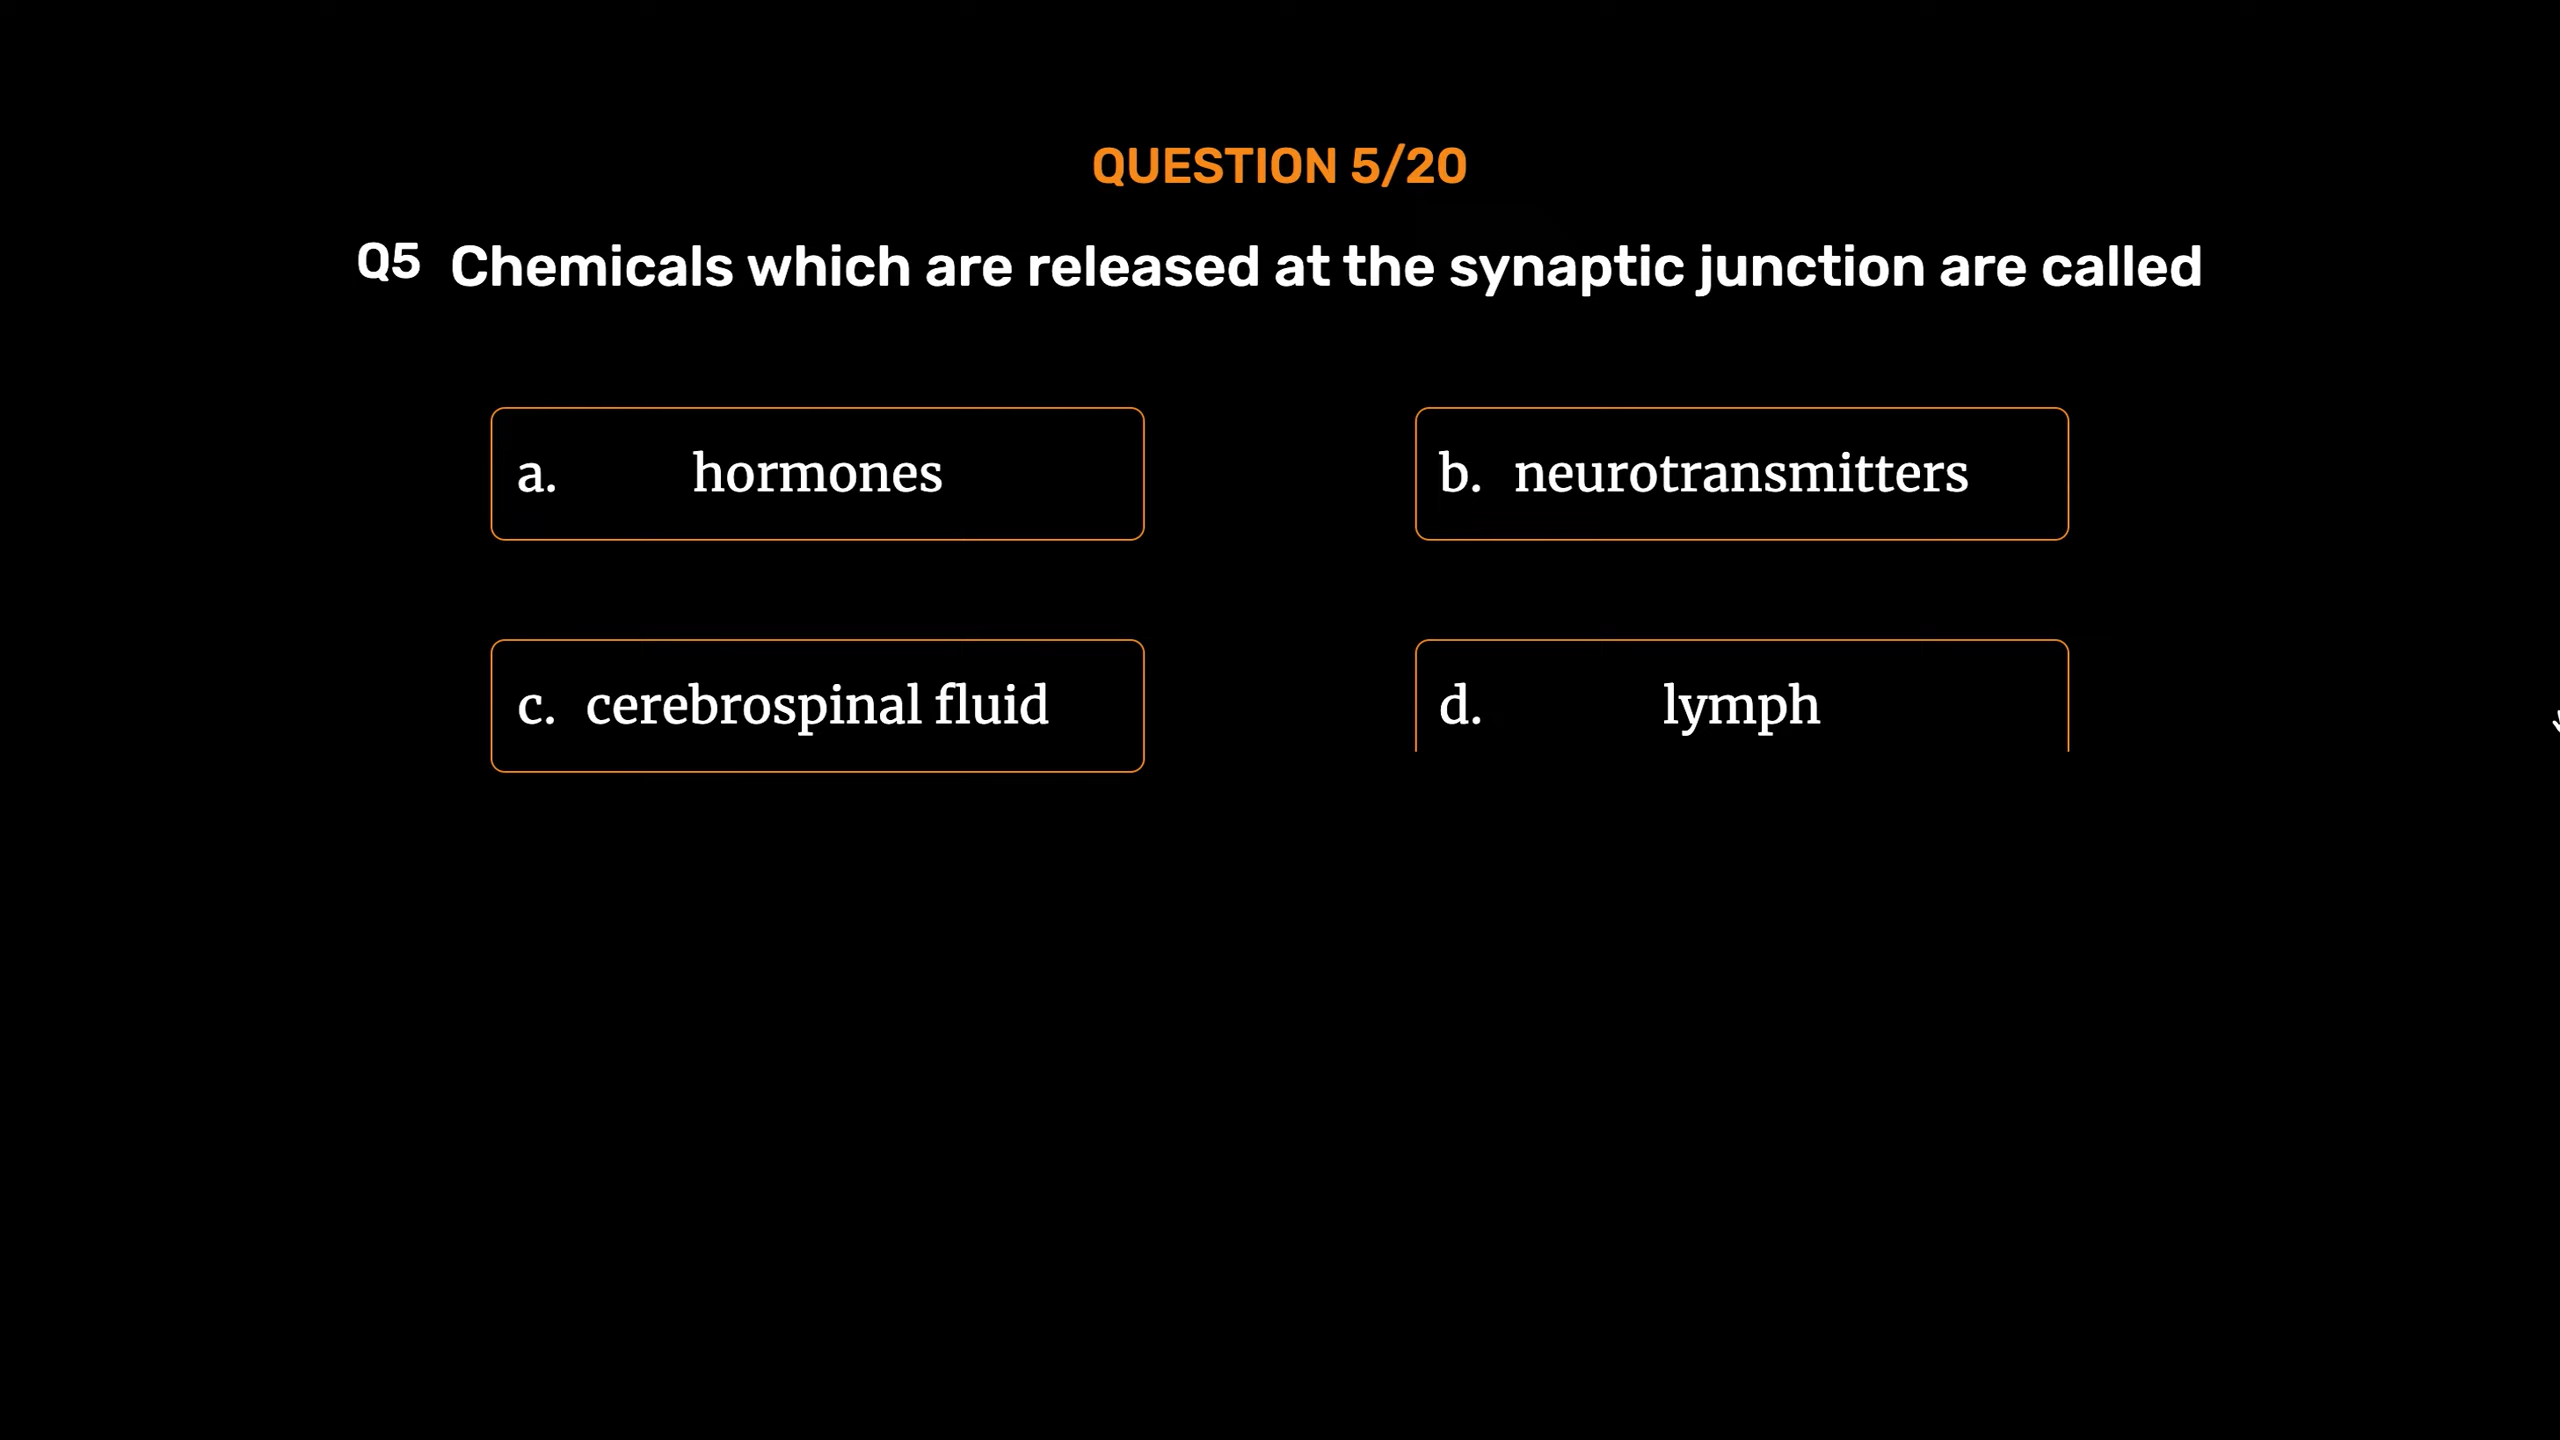 QUESTION 5/20
Q5 Chemicals which are released at the synaptic junction are called
a. hormones
b. neurotransmitters
c. cerebrospinal fluid
d. lymph